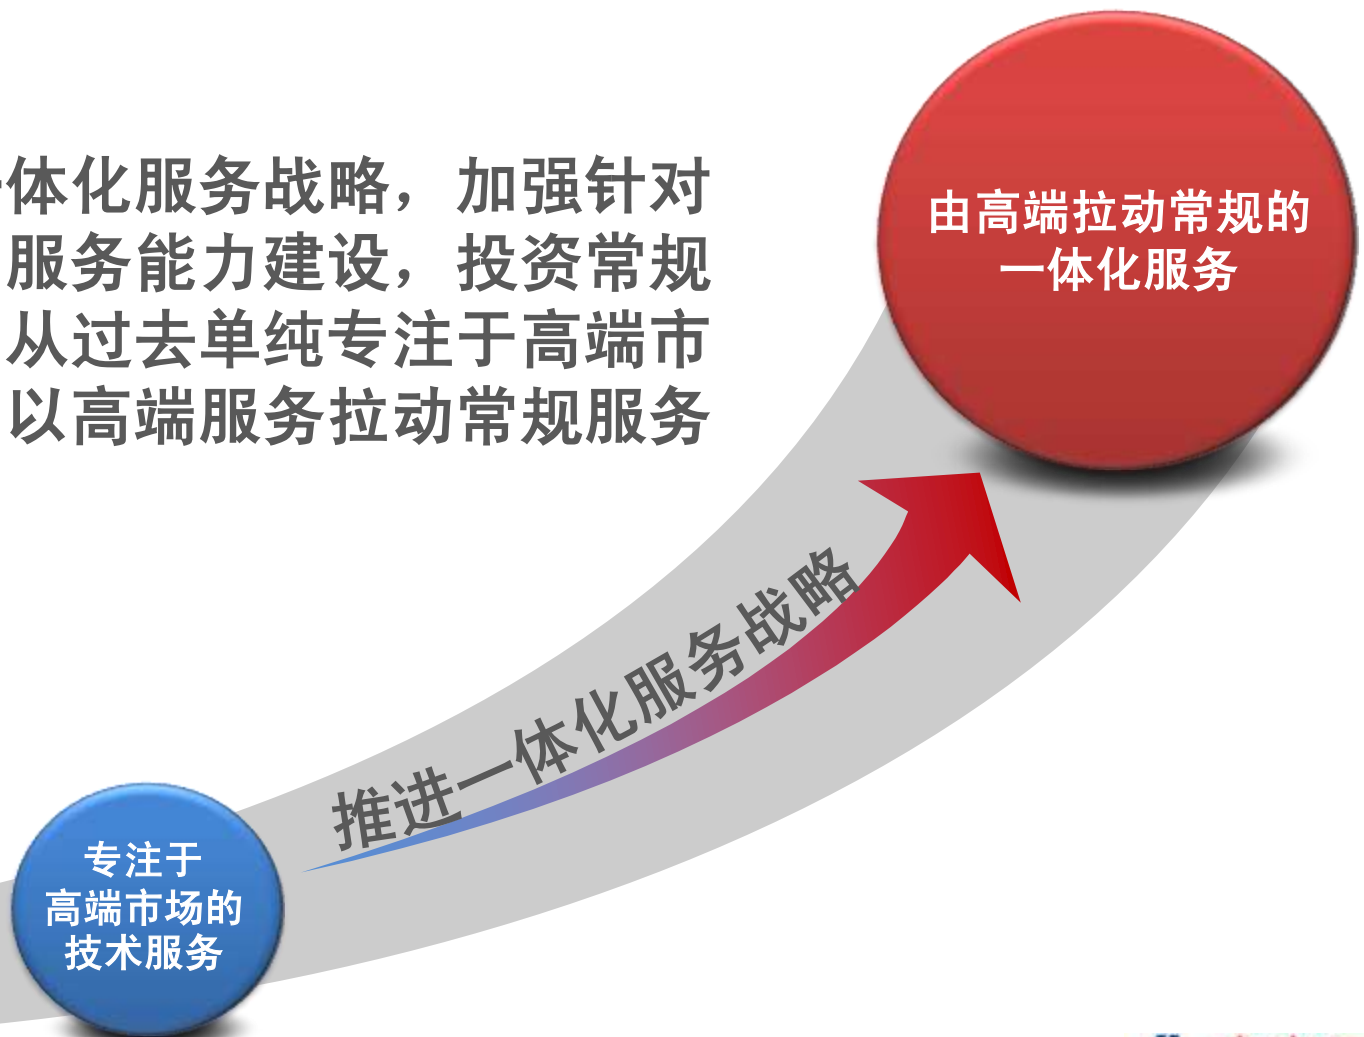 体化服务战略，加强针对
服务能力建设，投资常规
从过去单纯专注于高端市
以高端服务拉动常规服务
由高端拉动常规的
一体化服务
推进一体化服务战略
专注于
高端市场的
技术服务